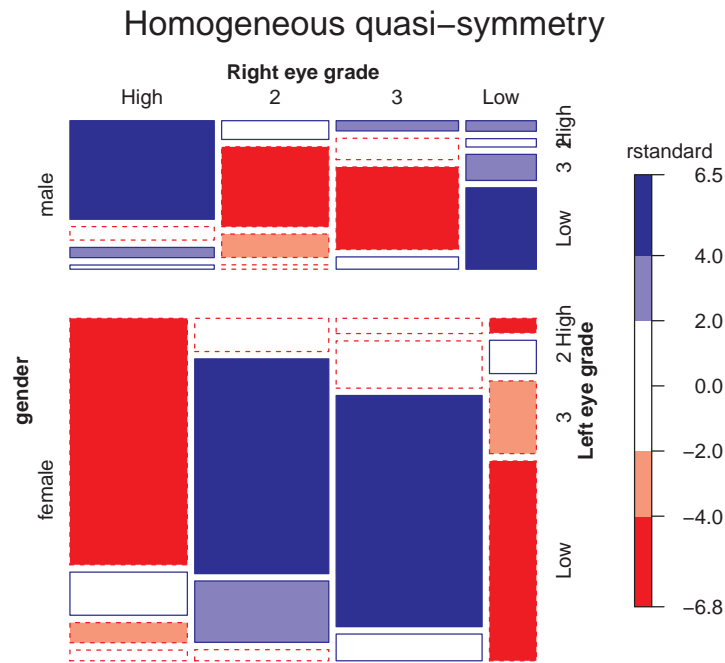 Homogeneous quasi−symmetry
Right eye grade
High 2 3 Low
gender
male
female
High
2
3
Low
High
2
3
Low
Left eye grade
rstandard
6.5
4.0
2.0
0.0
−2.0
−4.0
−6.8